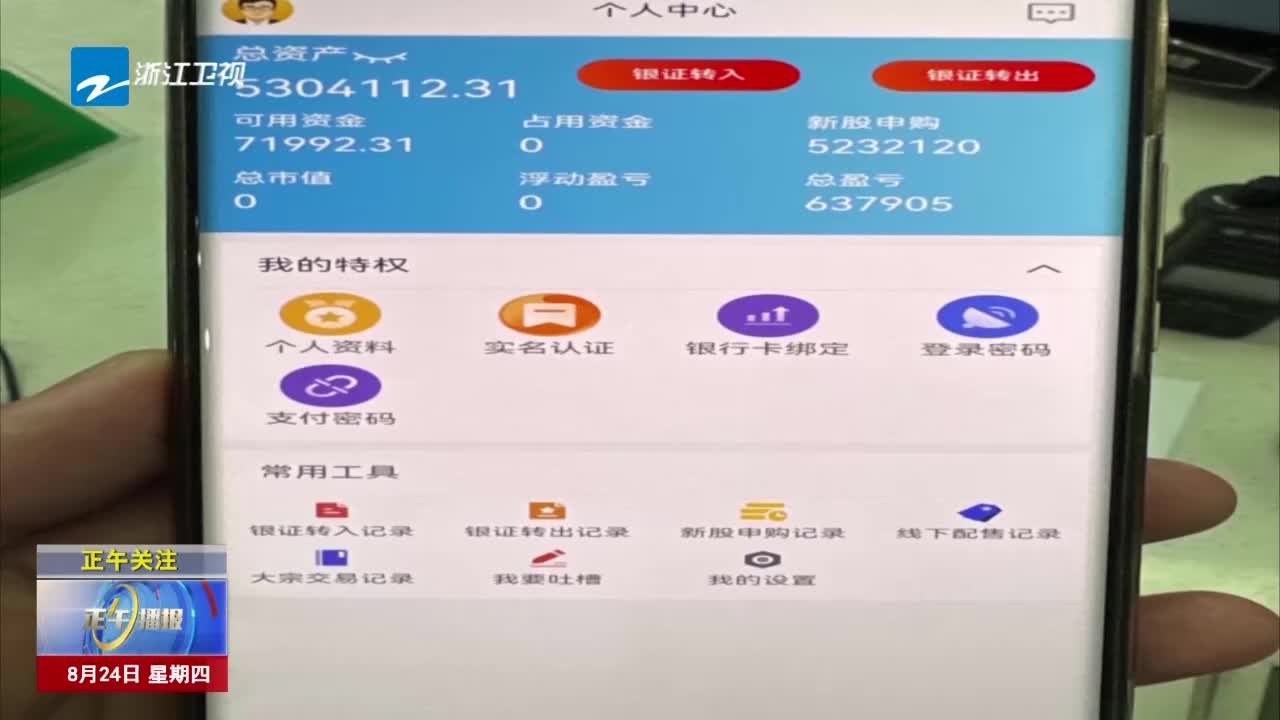 个人中心
浙江卫视
总资产
5304112.31
银证转入
银证转出
可用资金
占用资金
新股申购
71992.31
0
5232120
总市值
浮动盈亏
总盈亏
0
0
637905
我的特权
个人资料
实名认证
银行卡绑定
登录密码
支付密码
常用工具
银证转入记录
银证转出记录
新股申购记录
线下配售记录
大宗交易记录
我要吐槽
我的设置
正午关注
正午播报
8月24日 星期四